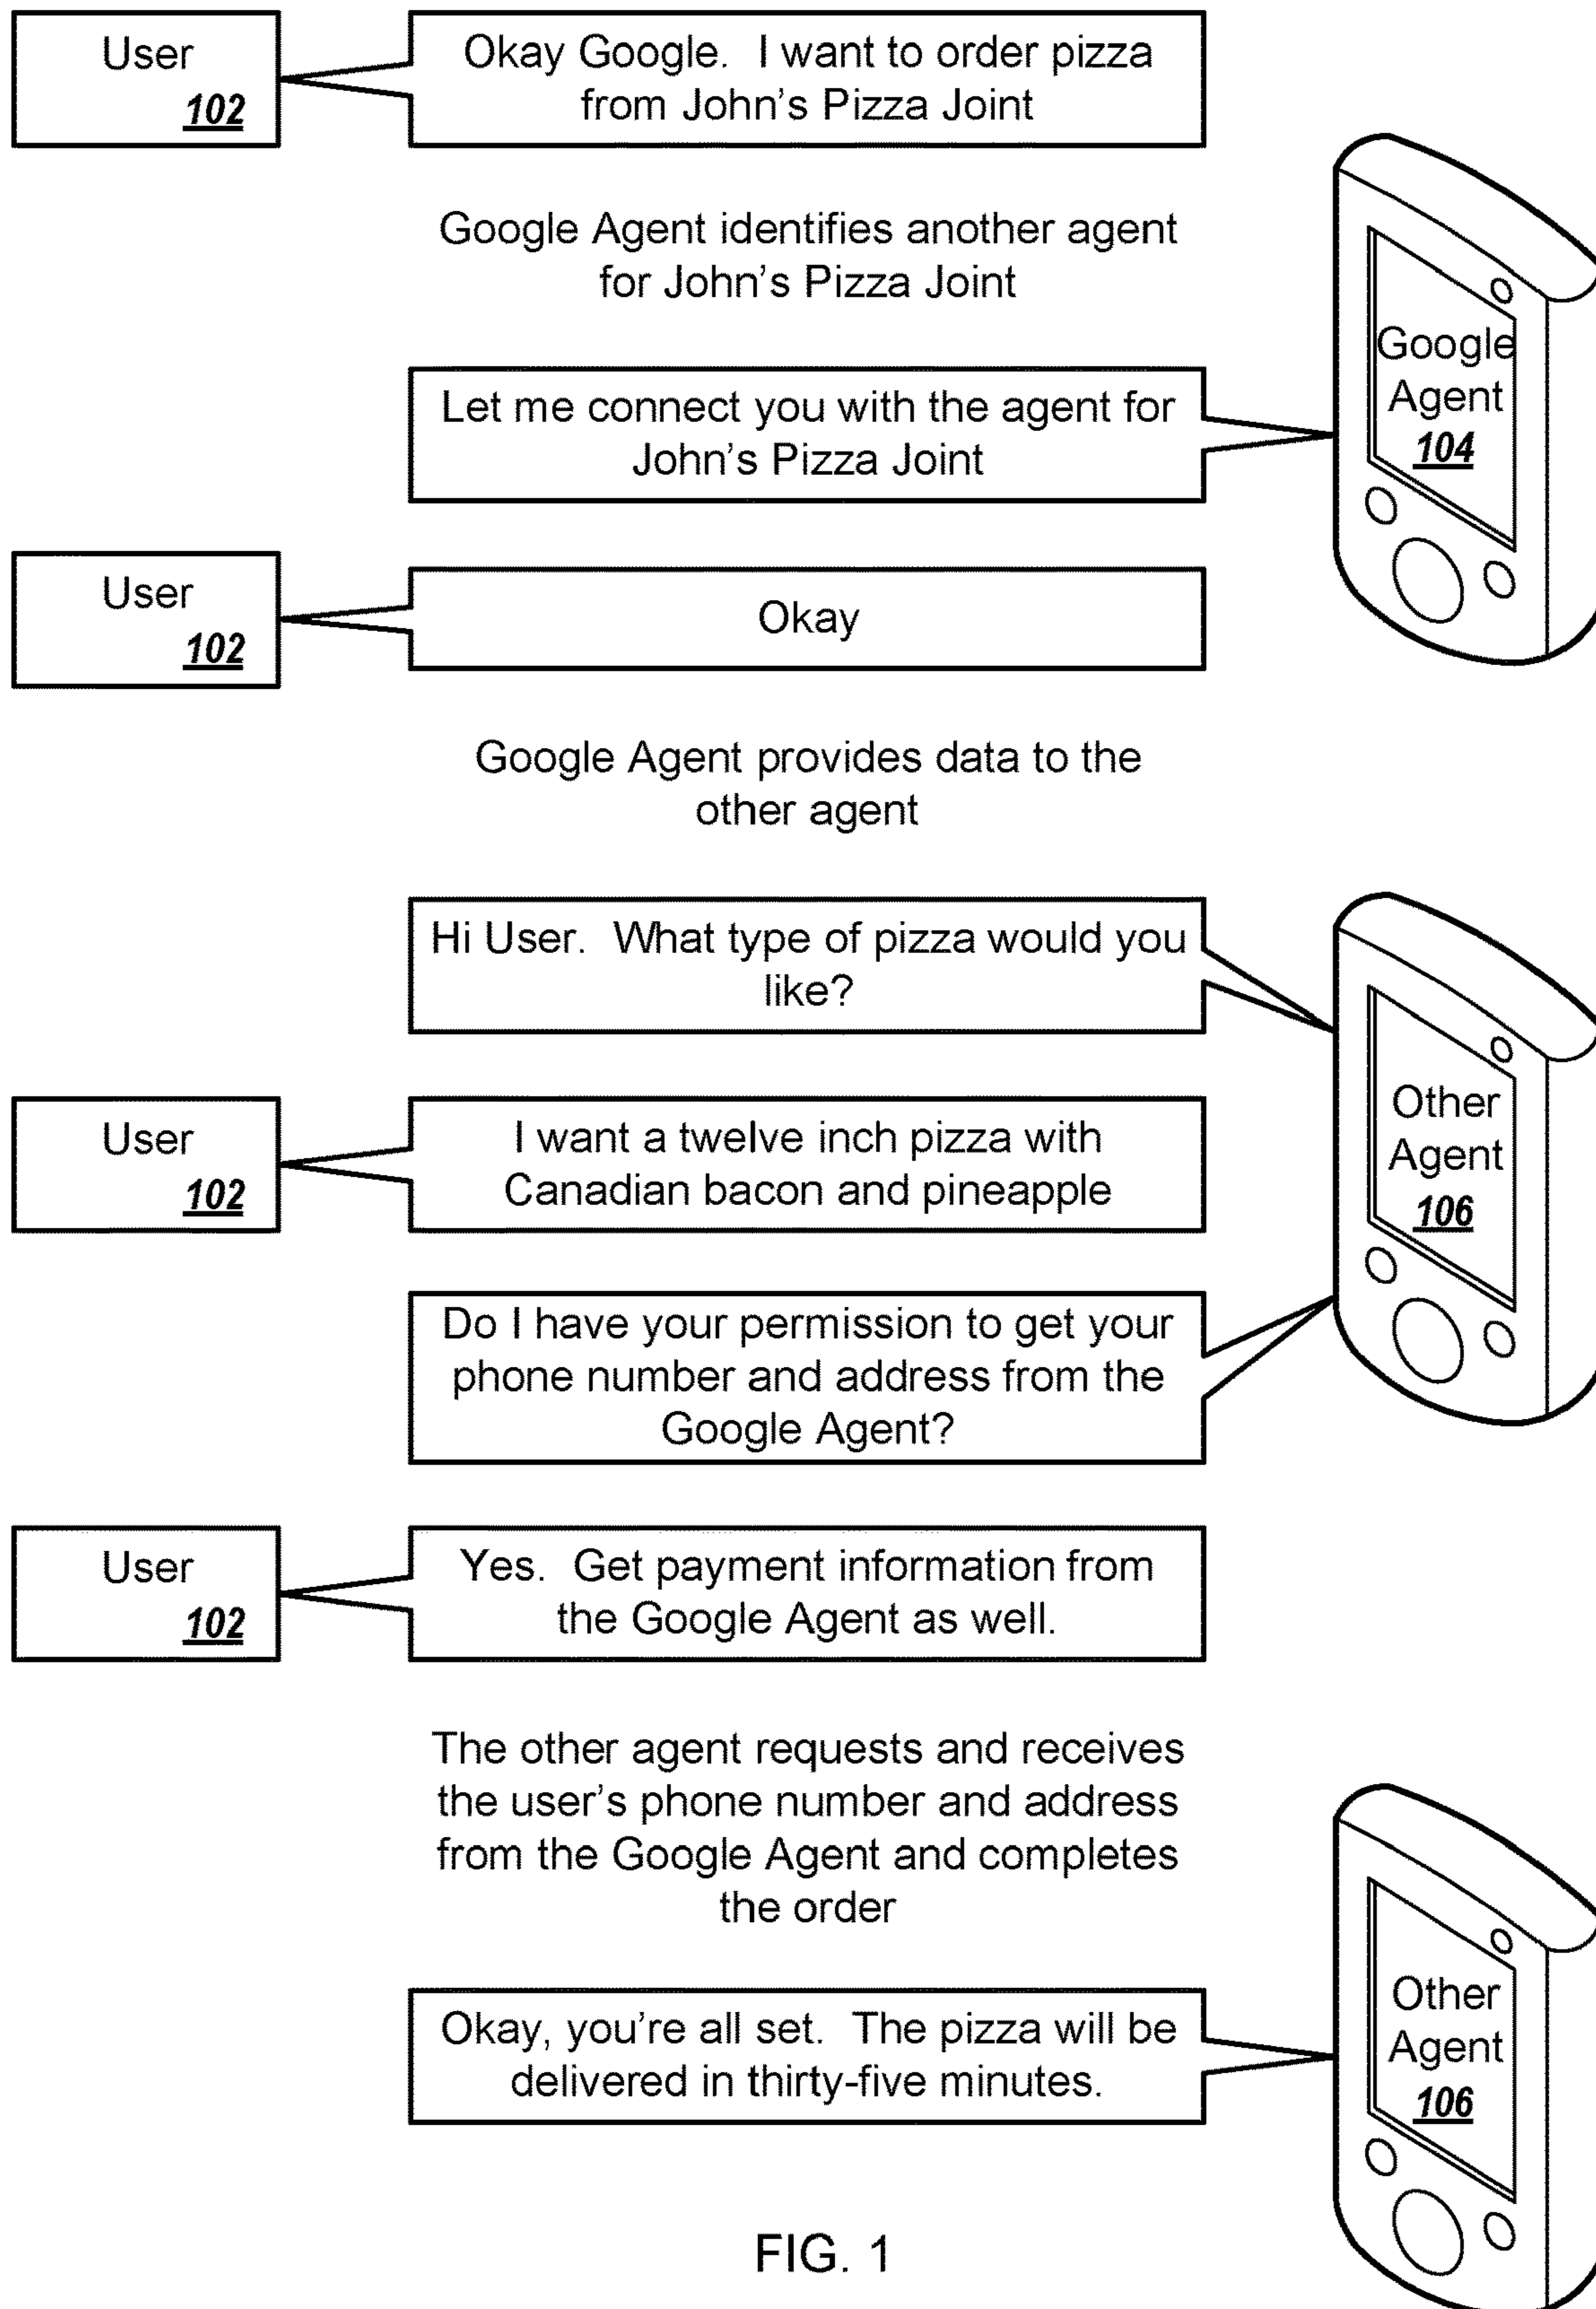 User
102
Okay Google. I want to order pizza
from John's Pizza Joint
Google Agent identifies another agent
for John's Pizza Joint
Let me connect you with the agent for
John's Pizza Joint
Google
Agent
104
User
102
Okay
Google Agent provides data to the
other agent
Hi User. What type of pizza would you
like?
Other
Agent
106
User
102
I want a twelve inch pizza with
Canadian bacon and pineapple
Do I have your permission to get your
phone number and address from the
Google Agent?
User
102
Yes. Get payment information from
the Google Agent as well.
The other agent requests and receives
the user's phone number and address
from the Google Agent and completes
the order
Okay, you're all set. The pizza will be
delivered in thirty-five minutes.
Other
Agent
106
FIG. 1